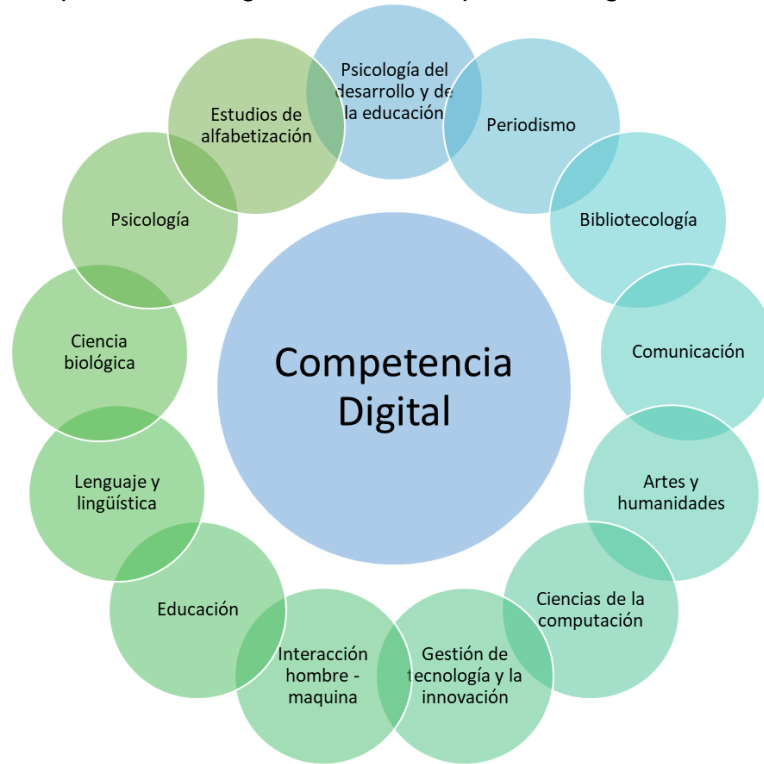 Psicología del
desarrollo y de
la educación
Periodismo
Bibliotecología
Comunicación
Artes y
humanidades
Ciencias de la
computación
Gestión de
tecnología y la
innovación
Interacción
hombre -
maquina
Educación
Lenguaje y
lingüística
Ciencia
biológica
Psicología
Estudios de
alfabetización
Competencia
Digital